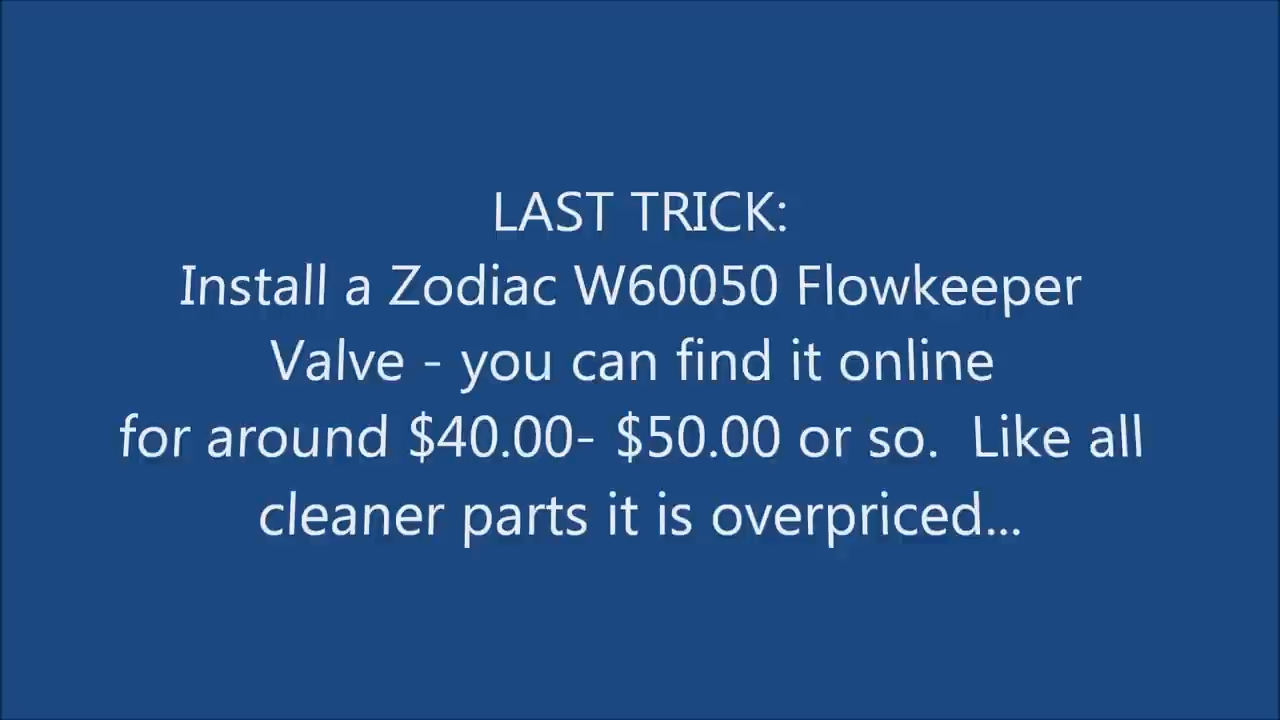 LAST TRICK:
Install a Zodiac W60050 Flowkeeper
Valve - you can find it online
for around $40.00- $50.00 or so.  Like all
cleaner parts it is overpriced...